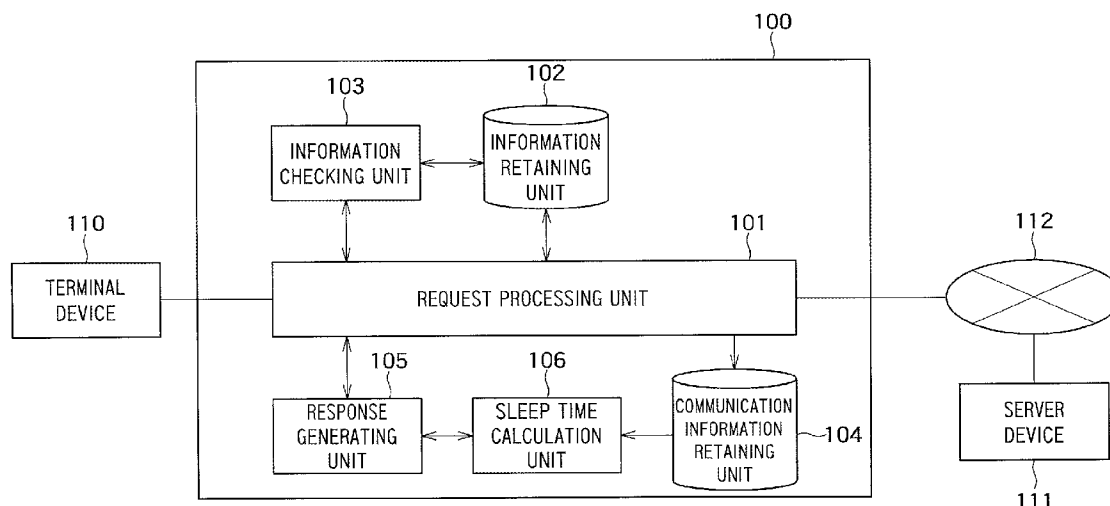 100
102
103
INFORMATION
CHECKING UNIT
INFORMATION
RETAINING
UNIT
110
101
112
TERMINAL
DEVICE
REQUEST PROCESSING UNIT
105
106
RESPONSE
GENERATING
UNIT
SLEEP TIME
CALCULATION
UNIT
COMMUNICATION
INFORMATION
RETAINING
UNIT
104
SERVER
DEVICE
111